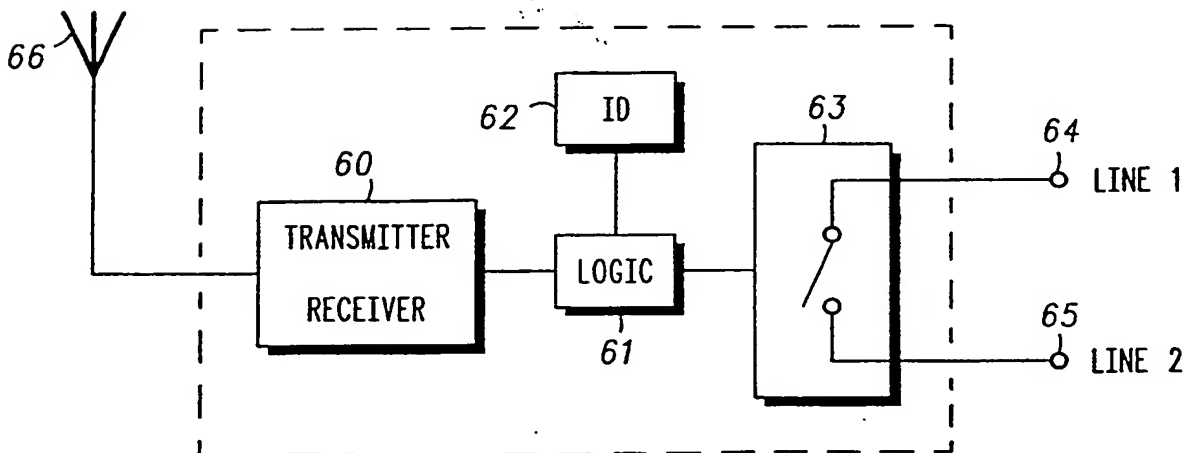 66
62
ID
63
64
LINE 1
60
TRANSMITTER
RECEIVER
LOGIC
61
65
LINE 2